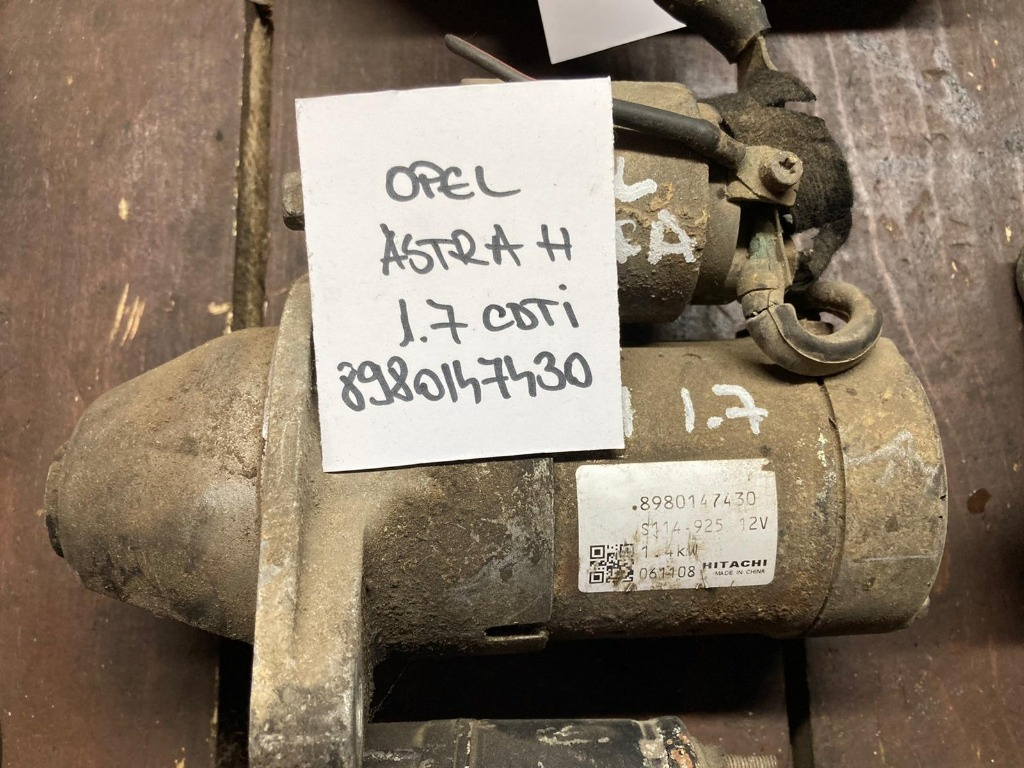 OPEL
ASTRA H
1.7 CDTi
8980147430
1.7
.8980147430
S114-925 12V
1.4kW
061108 HITACHI
MADE IN CHINA